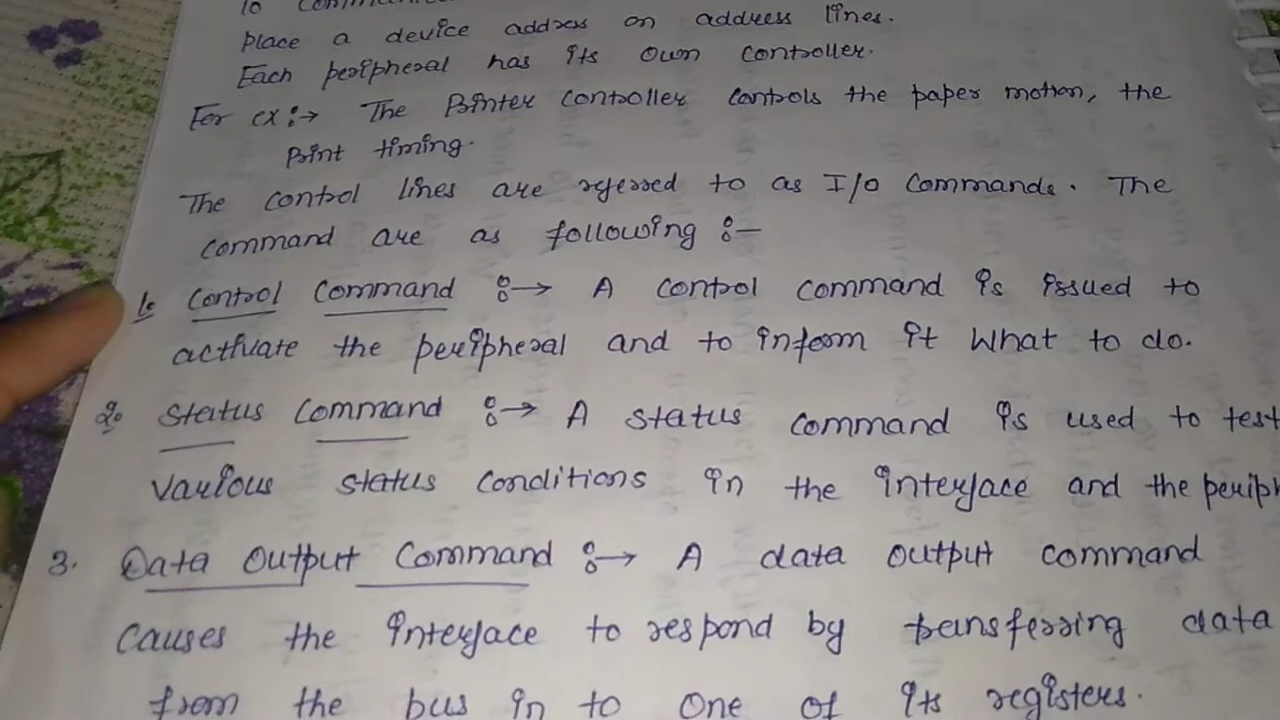 to
Place a device address on address lines.
Each peripheral has its own controller.
For ex :→ The Printer controller controls the paper motion, the
Print timing.
The control lines are referred to as I/O Commands. The
command are as following :-
1. Control Command :→ A control command is issued to
activate the peripheral and to inform it What to do.
2. Status Command :→ A status command is used to test
various status conditions in the interface and the periph
3. Data Output Command :→ A data output command
causes the interface to respond by transferring data
from the bus in to one of its registers.